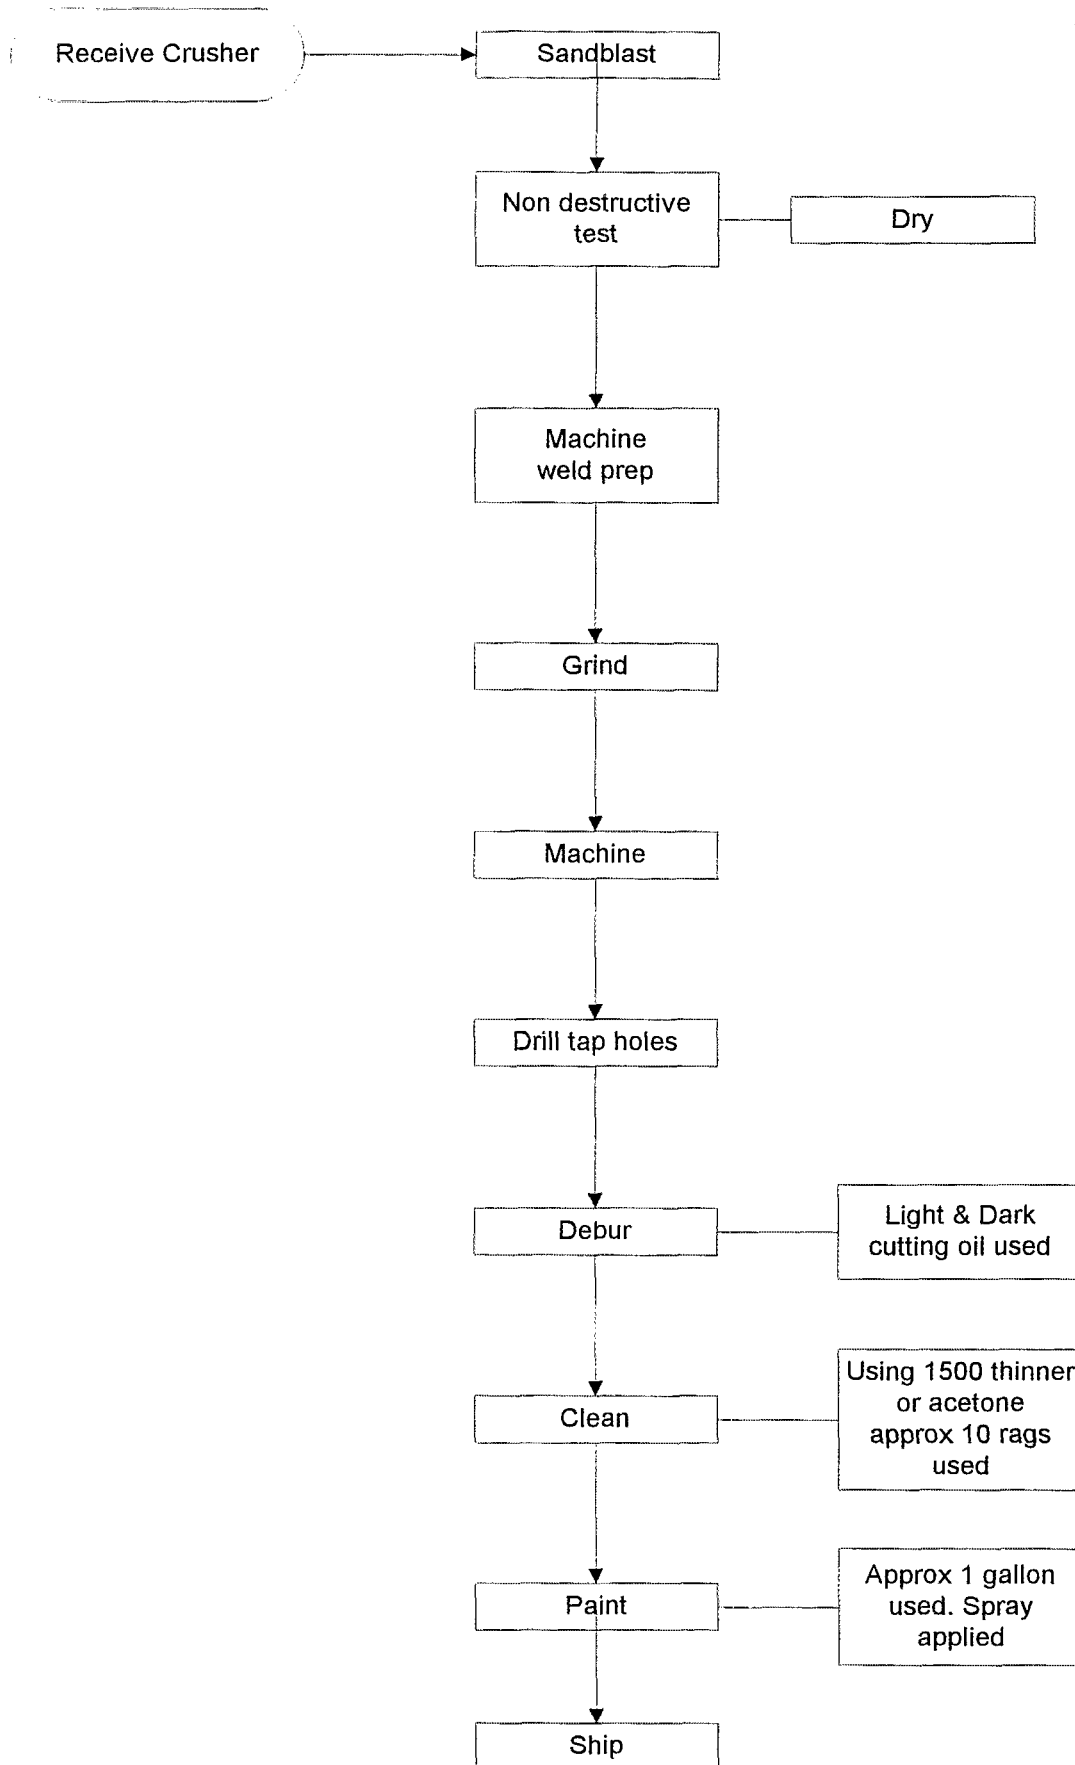 Receive Crusher
Sandblast
Non destructive
test
Dry
Machine
weld prep
Grind
Machine
Drill tap holes
Debur
Light & Dark
cutting oil used
Clean
Using 1500 thinner
or acetone
approx 10 rags
used
Paint
Approx 1 gallon
used. Spray
applied
Ship